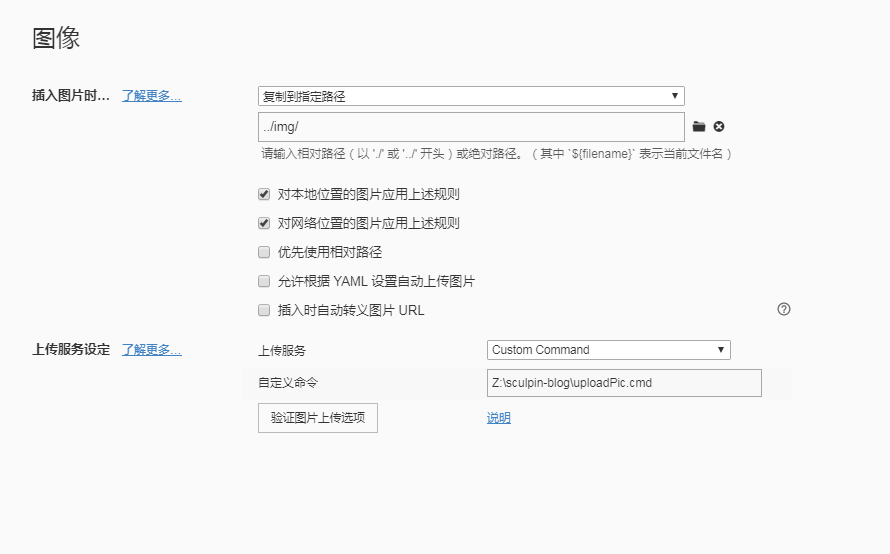 图像
插入图片时... 了解更多...
复制到指定路径
../img/
请输入相对路径（以 './' 或 '../' 开头）或绝对路径。（其中 `${filename}` 表示当前文件名）
对本地位置的图片应用上述规则
对网络位置的图片应用上述规则
优先使用相对路径
允许根据 YAML 设置自动上传图片
插入时自动转义图片 URL
上传服务设定 了解更多... 上传服务 Custom Command
自定义命令 Z:\sculpin-blog\uploadPic.cmd
验证图片上传选项 说明